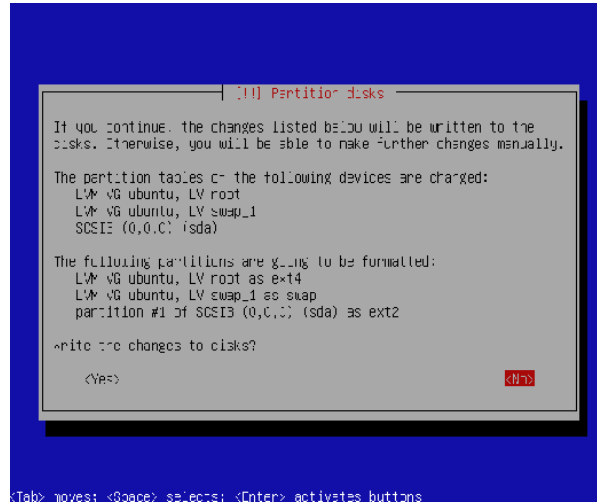 [!!] Partition disks
If you continue, the changes listed below will be written to the
disks. Otherwise, you will be able to make further changes manually.
The partition tables of the following devices are changed:
LVM VG ubuntu, LV root
LVM VG ubuntu, LV swap_1
SCSI3 (0,0,0) (sda)
The following partitions are going to be formatted:
LVM VG ubuntu, LV root as ext4
LVM VG ubuntu, LV swap_1 as swap
partition #1 of SCSI3 (0,0,0) (sda) as ext2
Write the changes to disks?
<Yes>
<No>
<Tab> moves; <Space> selects; <Enter> activates buttons